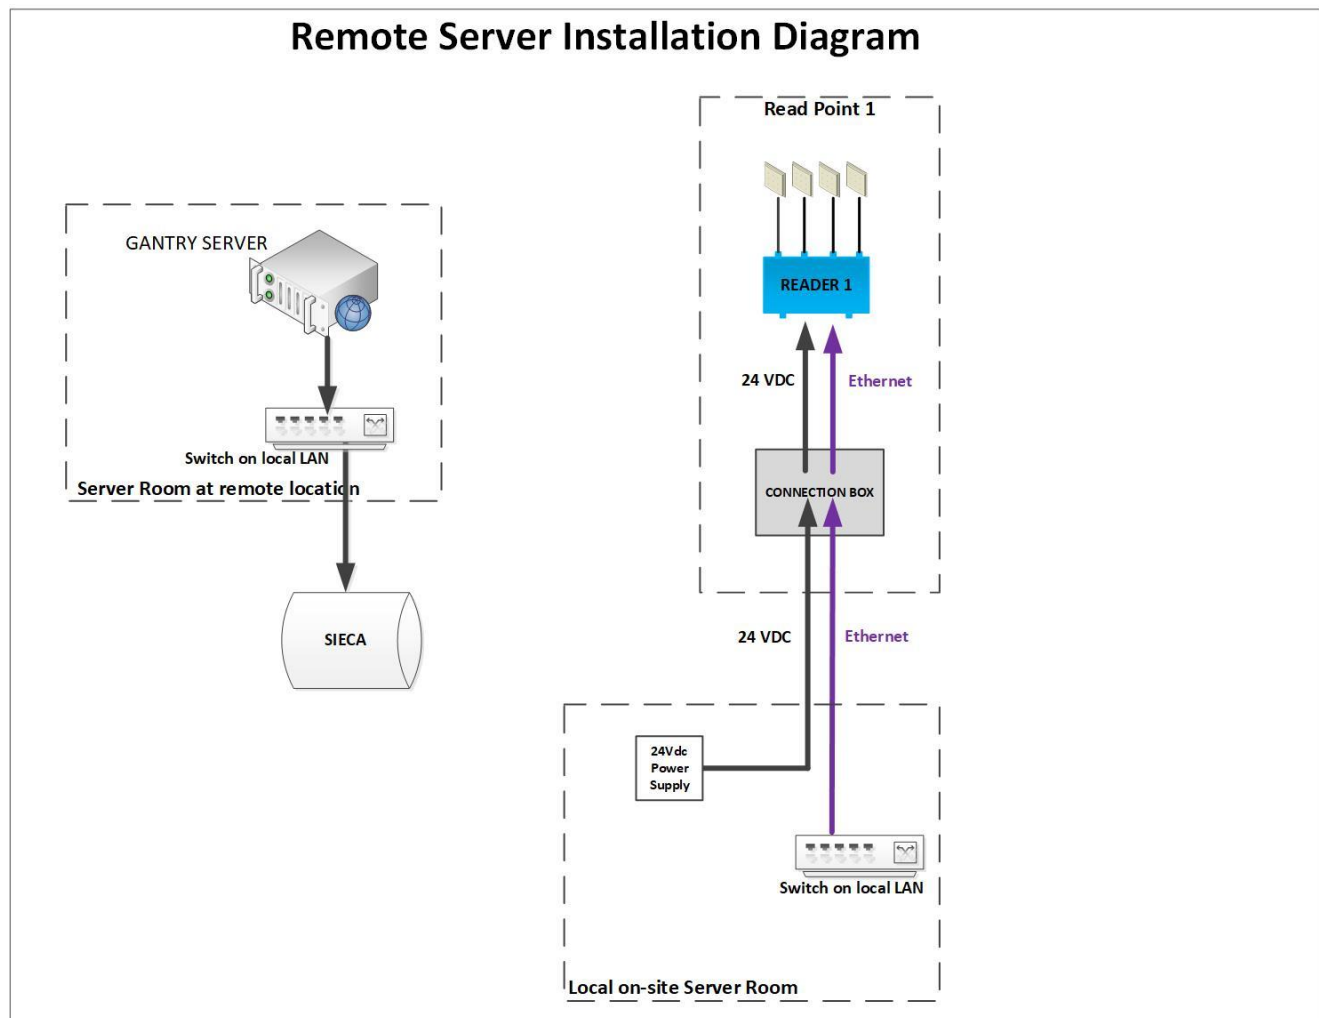 Remote Server Installation Diagram
Read Point 1
GANTRY SERVER
READER 1
24 VDC
Ethernet
Switch on local LAN
Server Room at remote location
CONNECTION BOX
SIECA
24 VDC
Ethernet
24Vdc
Power
Supply
Switch on local LAN
Local on-site Server Room